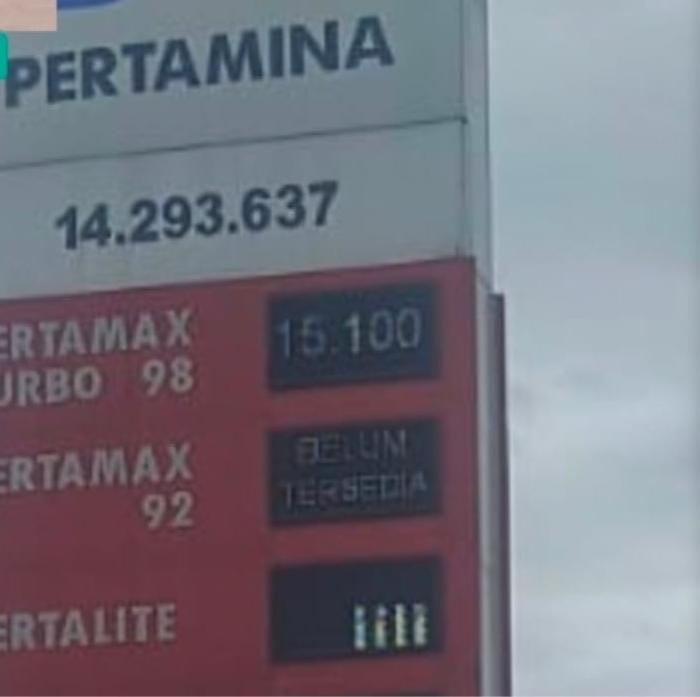 PERTAMINA
14.293.637
ERTAMAX
URBO 98
15.100
ERTAMAX
92
BELUM
TERSEDIA
ERTALITE